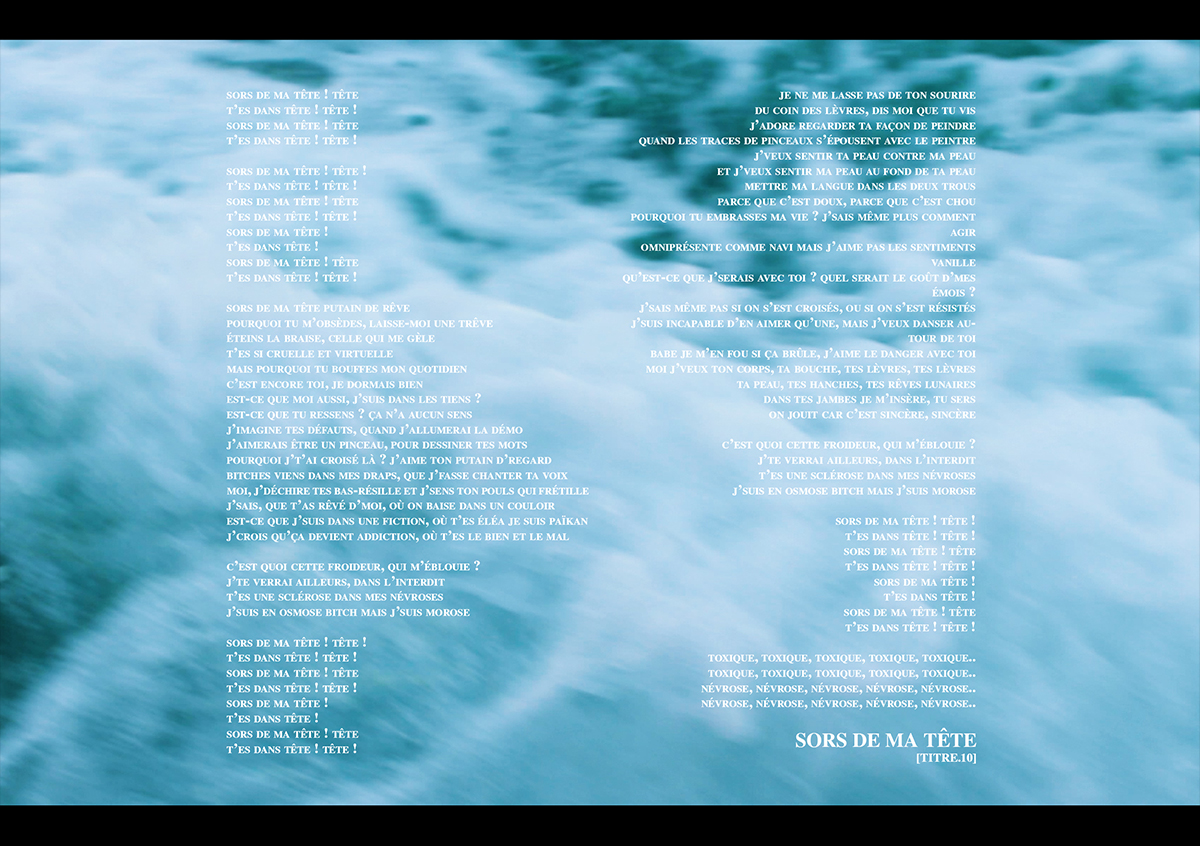 SORS DE MA TÊTE ! TÊTE
T'ES DANS TÊTE ! TÊTE !
SORS DE MA TÊTE ! TÊTE
T'ES DANS TÊTE ! TÊTE !
SORS DE MA TÊTE ! TÊTE !
T'ES DANS TÊTE ! TÊTE !
SORS DE MA TÊTE ! TÊTE
T'ES DANS TÊTE ! TÊTE !
SORS DE MA TÊTE !
T'ES DANS TÊTE !
SORS DE MA TÊTE ! TÊTE
T'ES DANS TÊTE ! TÊTE !
SORS DE MA TÊTE PUTAIN DE RÊVE
POURQUOI TU M'OBSÈDES, LAISSE-MOI UNE TRÊVE
ÉTEINS LA BRAISE, CELLE QUI ME GÈLE
T'ES SI CRUELLE ET VIRTUELLE
MAIS POURQUOI TU BOUFFES MON QUOTIDIEN
C'EST ENCORE TOI, JE DORMAIS BIEN
EST-CE QUE MOI AUSSI, J'SUIS DANS LES TIENS ?
EST-CE QUE TU RESSENS ? ÇA N'A AUCUN SENS
J'IMAGINE TES DÉFAUTS, QUAND J'ALLUMERAI LA DÉMO
J'AIMERAIS ÊTRE UN PINCEAU, POUR DESSINER TES MOTS
POURQUOI J'T'AI CROISÉ LÀ ? J'AIME TON PUTAIN D'REGARD
BITCHES VIENS DANS MES DRAPS, QUE J'FASSE CHANTER TA VOIX
MOI, J'DÉCHIRE TES BAS-RÉSILLE ET J'SENS TON POULS QUI FRÉTILLE
J'SAIS, QUE T'AS RÊVÉ D'MOI, OÙ ON BAISE DANS UN COULOIR
EST-CE QUE J'SUIS DANS UNE FICTION, OÙ T'ES ÉLÉA JE SUIS PAÏKAN
J'CROIS QU'ÇA DEVIENT ADDICTION, OÙ T'ES LE BIEN ET LE MAL
C'EST QUOI CETTE FROIDEUR, QUI M'ÉBLOUIE ?
J'TE VERRAI AILLEURS, DANS L'INTERDIT
T'ES UNE SCLÉROSE DANS MES NÉVROSES
J'SUIS EN OSMOSE BITCH MAIS J'SUIS MOROSE
SORS DE MA TÊTE ! TÊTE !
T'ES DANS TÊTE ! TÊTE !
SORS DE MA TÊTE ! TÊTE
T'ES DANS TÊTE ! TÊTE !
SORS DE MA TÊTE !
T'ES DANS TÊTE !
SORS DE MA TÊTE ! TÊTE
T'ES DANS TÊTE ! TÊTE !
JE NE ME LASSE PAS DE TON SOURIRE
DU COIN DES LÈVRES, DIS MOI QUE TU VIS
J'ADORE REGARDER TA FAÇON DE PEINDRE
QUAND LES TRACES DE PINCEAUX S'ÉPOUSENT AVEC LE PEINTRE
J'VEUX SENTIR TA PEAU CONTRE MA PEAU
ET J'VEUX SENTIR MA PEAU AU FOND DE TA PEAU
METTRE MA LANGUE DANS LES DEUX TROUS
PARCE QUE C'EST DOUX, PARCE QUE C'EST CHOU
POURQUOI TU EMBRASSES MA VIE ? J'SAIS MÊME PLUS COMMENT
AGIR
OMNIPRÉSENTE COMME NAVI MAIS J'AIME PAS LES SENTIMENTS
VANILLE
QU'EST-CE QUE J'SERAIS AVEC TOI ? QUEL SERAIT LE GOÛT D'MES
ÉMOIS ?
J'SAIS MÊME PAS SI ON S'EST CROISÉS, OU SI ON S'EST RÉSISTÉS
J'SUIS INCAPABLE D'EN AIMER QU'UNE, MAIS J'VEUX DANSER AU-
TOUR DE TOI
BABE JE M'EN FOU SI ÇA BRÛLE, J'AIME LE DANGER AVEC TOI
MOI J'VEUX TON CORPS, TA BOUCHE, TES LÈVRES, TES LÈVRES
TA PEAU, TES HANCHES, TES RÊVES LUNAIRES
DANS TES JAMBES JE M'INSÈRE, TU SERS
ON JOUIT CAR C'EST SINCÈRE, SINCÈRE
C'EST QUOI CETTE FROIDEUR, QUI M'ÉBLOUIE ?
J'TE VERRAI AILLEURS, DANS L'INTERDIT
T'ES UNE SCLÉROSE DANS MES NÉVROSES
J'SUIS EN OSMOSE BITCH MAIS J'SUIS MOROSE
SORS DE MA TÊTE ! TÊTE !
T'ES DANS TÊTE ! TÊTE !
SORS DE MA TÊTE ! TÊTE
T'ES DANS TÊTE ! TÊTE !
SORS DE MA TÊTE !
T'ES DANS TÊTE !
SORS DE MA TÊTE ! TÊTE
T'ES DANS TÊTE ! TÊTE !
TOXIQUE, TOXIQUE, TOXIQUE, TOXIQUE, TOXIQUE..
TOXIQUE, TOXIQUE, TOXIQUE, TOXIQUE, TOXIQUE..
NÉVROSE, NÉVROSE, NÉVROSE, NÉVROSE, NÉVROSE..
NÉVROSE, NÉVROSE, NÉVROSE, NÉVROSE, NÉVROSE..
SORS DE MA TÊTE
[TITRE.10]